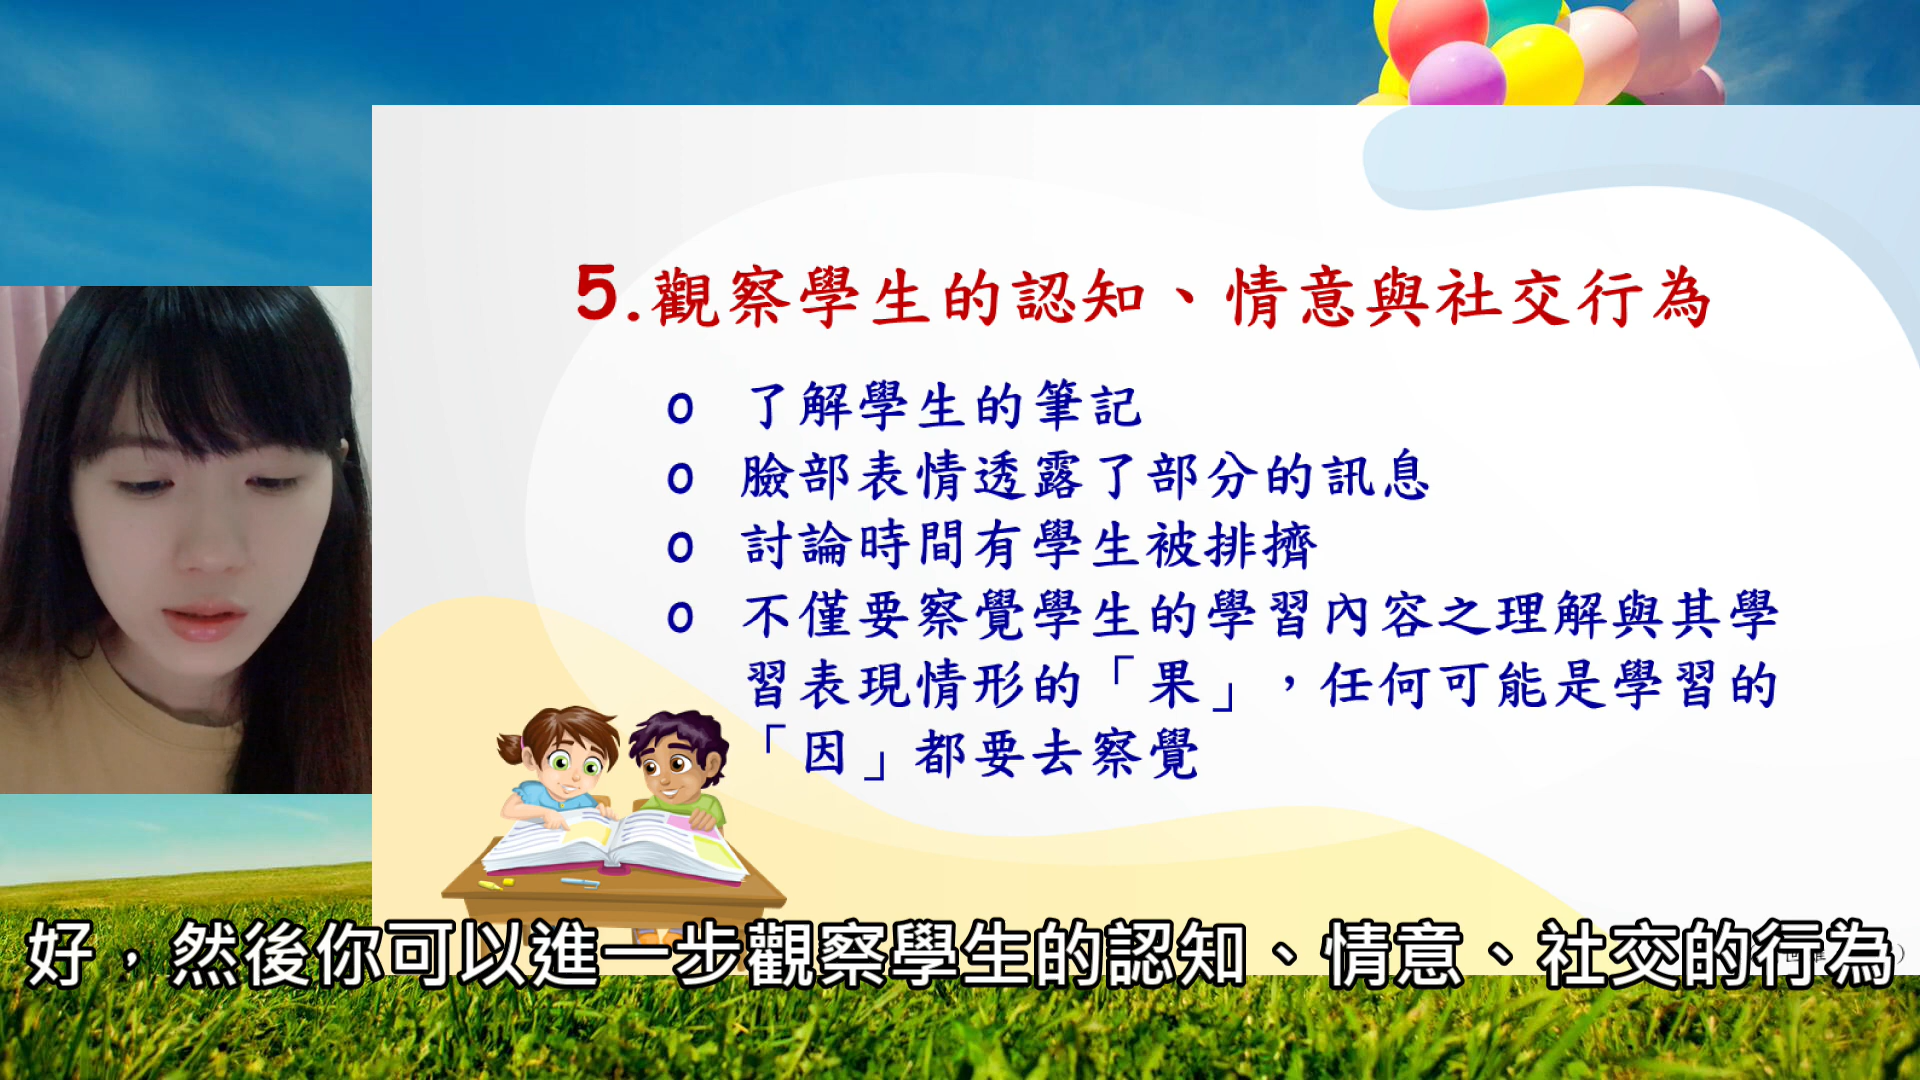 5.觀察學生的認知、情意與社交行為
o 了解學生的筆記
o 臉部表情透露了部分的訊息
o 討論時間有學生被排擠
o 不僅要察覺學生的學習內容之理解與其學
習表現情形的「果」，任何可能是學習的
「因」都要去察覺
好，然後你可以進一步觀察學生的認知、情意、社交的行為